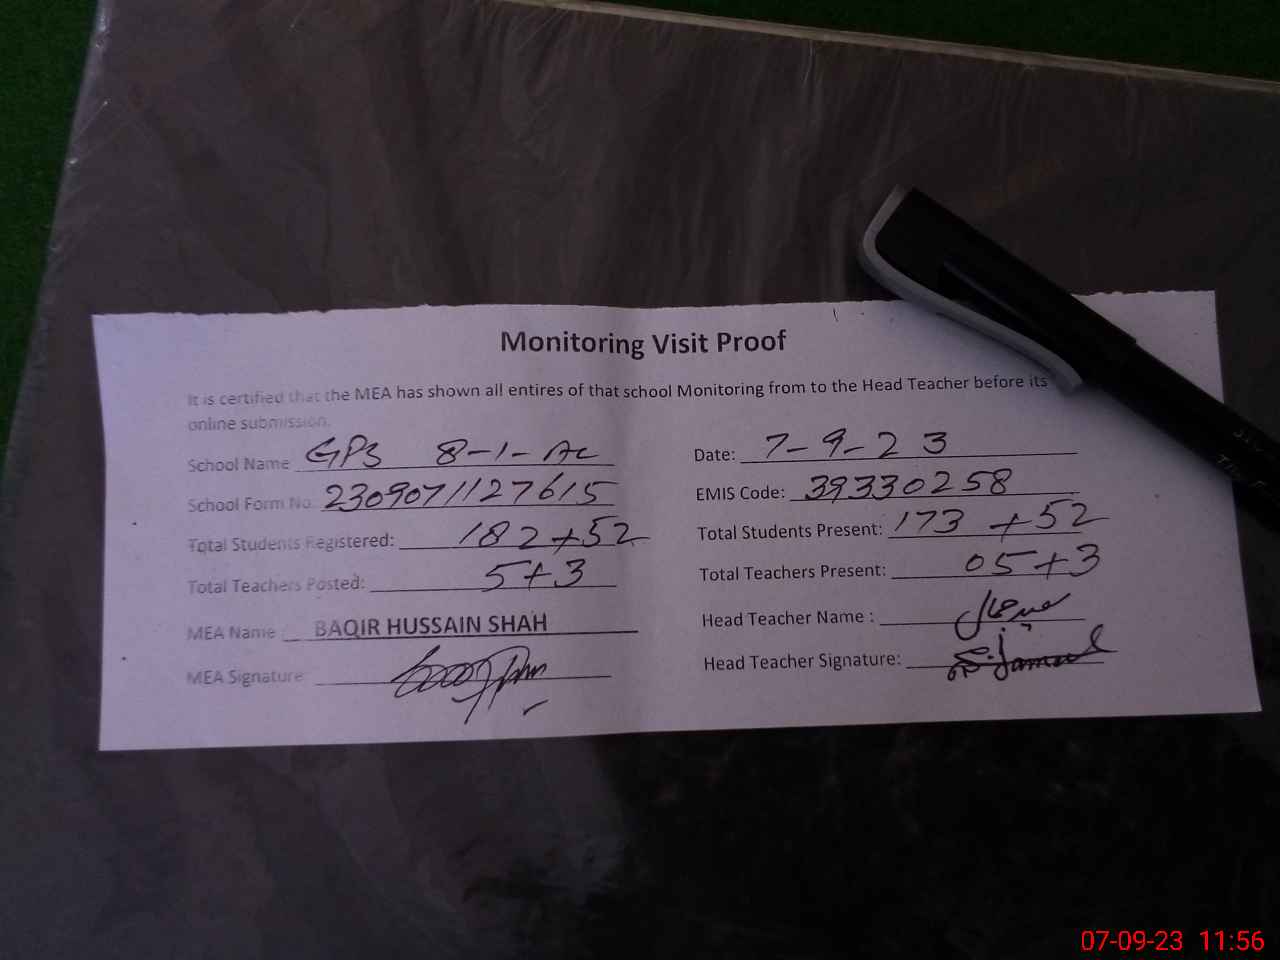 Monitoring Visit Proof
It is certified that the MEA has shown all entires of that school Monitoring from to the Head Teacher before its
online submission.
School Name GPS 8-1-AC Date: 7-9-23
School Form No. 2309071127615 EMIS Code: 39330258
Total Students Registered: 182+52 Total Students Present: 173 +52
Total Teachers Posted: 5+3 Total Teachers Present: 05+3
MEA Name : BAQIR HUSSAIN SHAH Head Teacher Name :
MEA Signature: Head Teacher Signature:
07-09-23 11:56